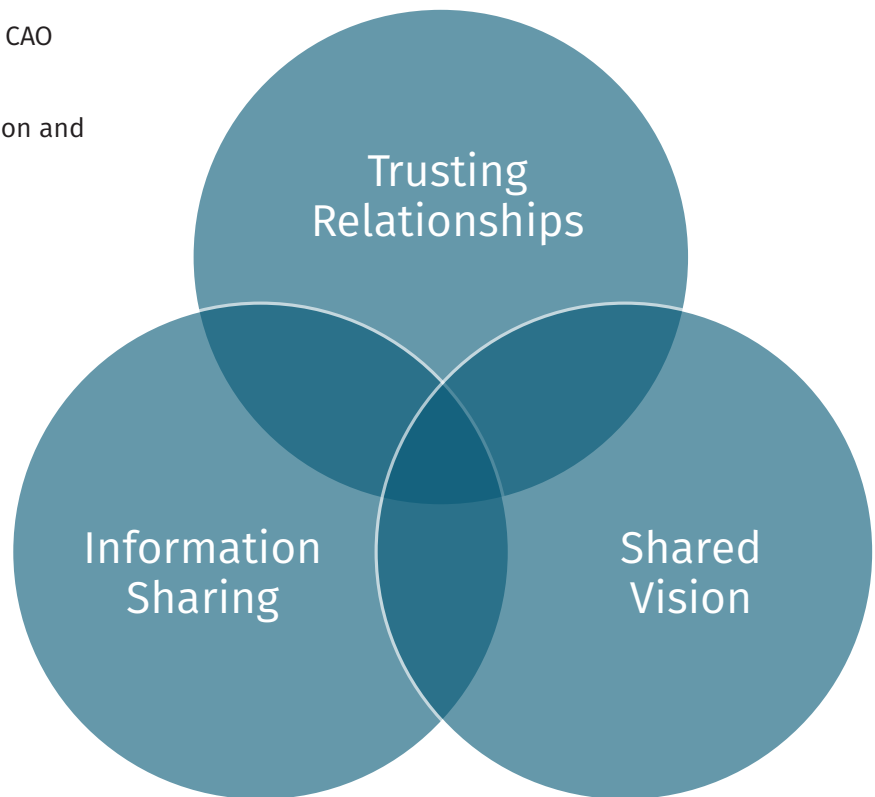 CAO
on and
Trusting
Relationships
Information
Sharing
Shared
Vision